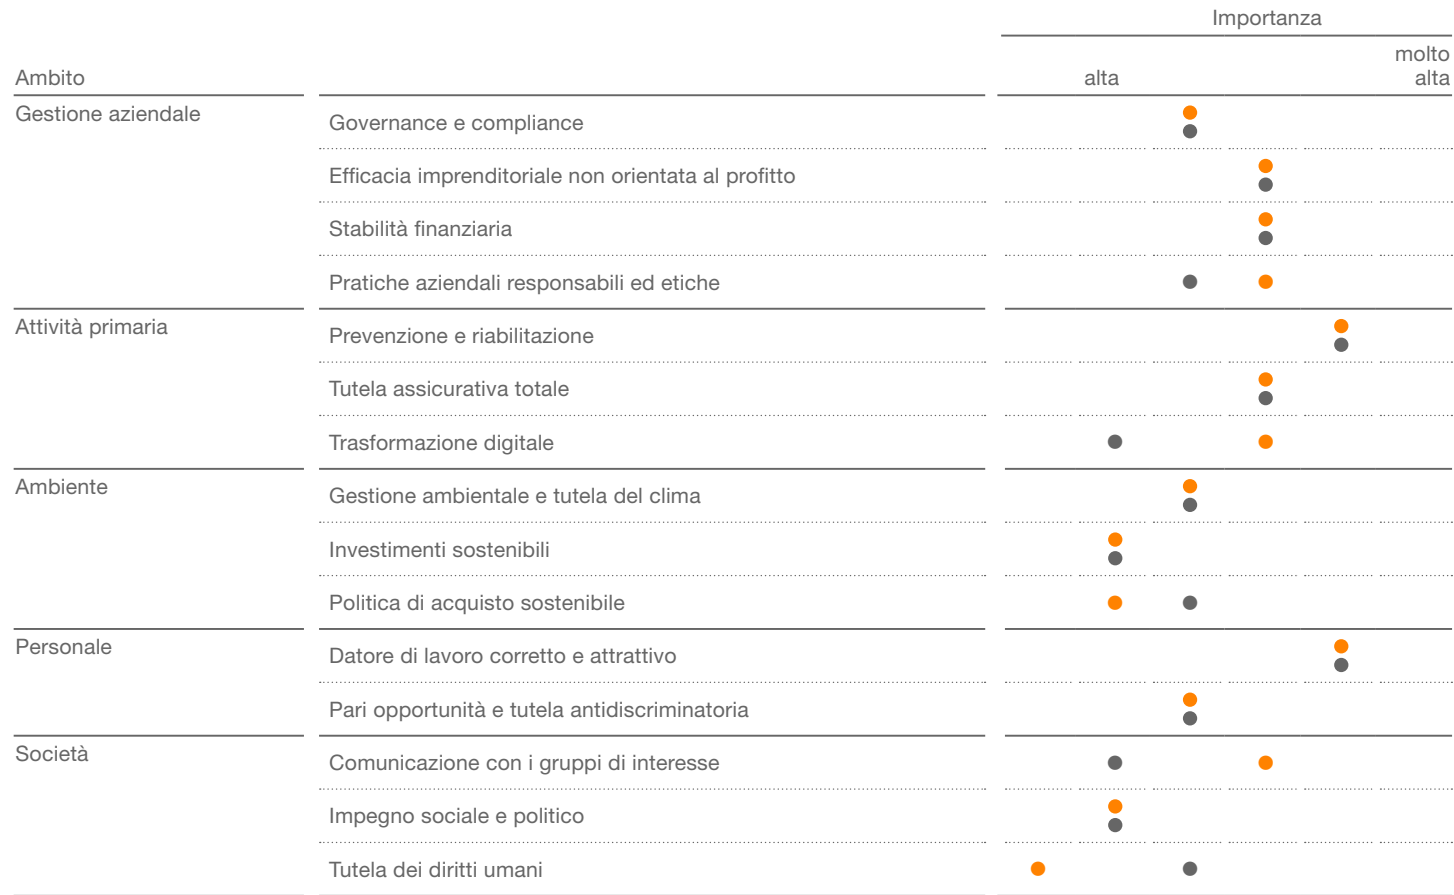 Importanza
Ambito
alta
molto
alta
Gestione aziendale
Governance e compliance
Efficacia imprenditoriale non orientata al profitto
Stabilità finanziaria
Pratiche aziendali responsabili ed etiche
Attività primaria
Prevenzione e riabilitazione
Tutela assicurativa totale
Trasformazione digitale
Ambiente
Gestione ambientale e tutela del clima
Investimenti sostenibili
Politica di acquisto sostenibile
Personale
Datore di lavoro corretto e attrattivo
Pari opportunità e tutela antidiscriminatoria
Società
Comunicazione con i gruppi di interesse
Impegno sociale e politico
Tutela dei diritti umani